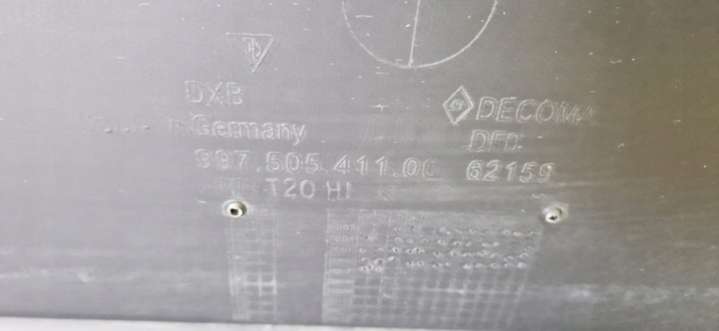 DXB
DECOMA
Germany
DFD
997.505.411.00
62159
T20 HI